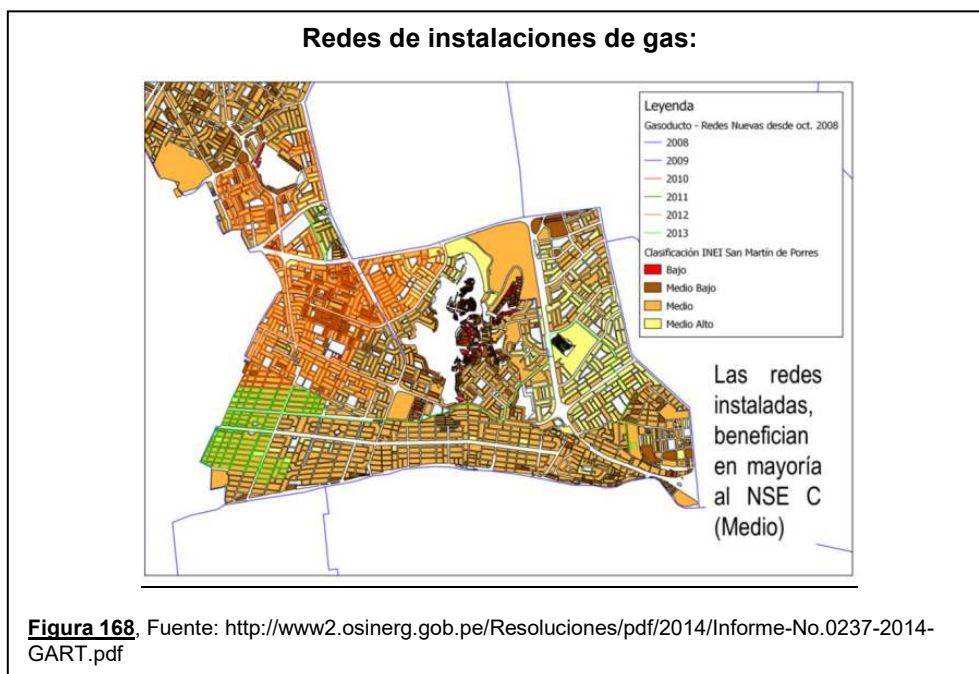 Redes de instalaciones de gas:
Leyenda
Gasoducto - Redes Nuevas desde oct. 2008
2008
2009
2010
2011
2012
2013
Clasificación INEI San Martín de Porres
Bajo
Medio Bajo
Medio
Medio Alto
Las redes
instaladas,
benefician
en mayoría
al NSE C
(Medio)
Figura 168, Fuente: http://www2.osinerg.gob.pe/Resoluciones/pdf/2014/Informe-No.0237-2014-
GART.pdf